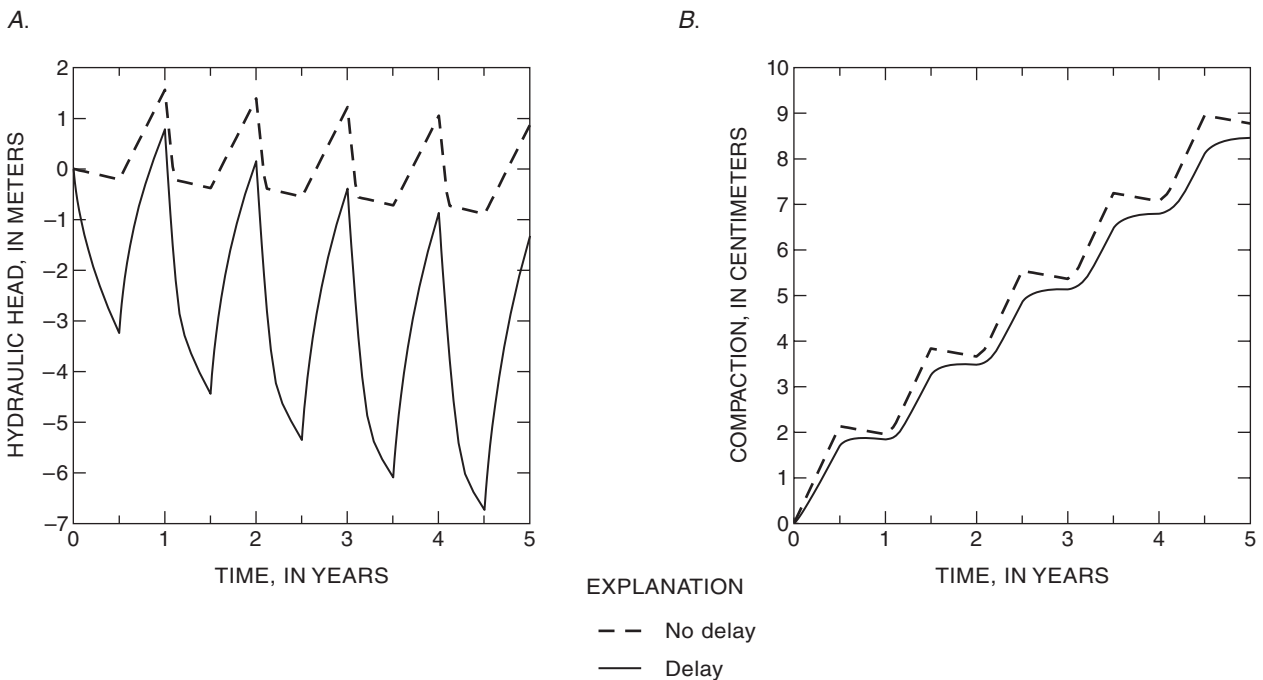 A.
B.
2
1
0
–1
–2
–3
–4
–5
–6
–7
HYDRAULIC HEAD, IN METERS
0 1 2 3 4 5
TIME, IN YEARS
10
9
8
7
6
5
4
3
2
1
0
COMPACTION, IN CENTIMETERS
0 1 2 3 4 5
TIME, IN YEARS
EXPLANATION
No delay
Delay